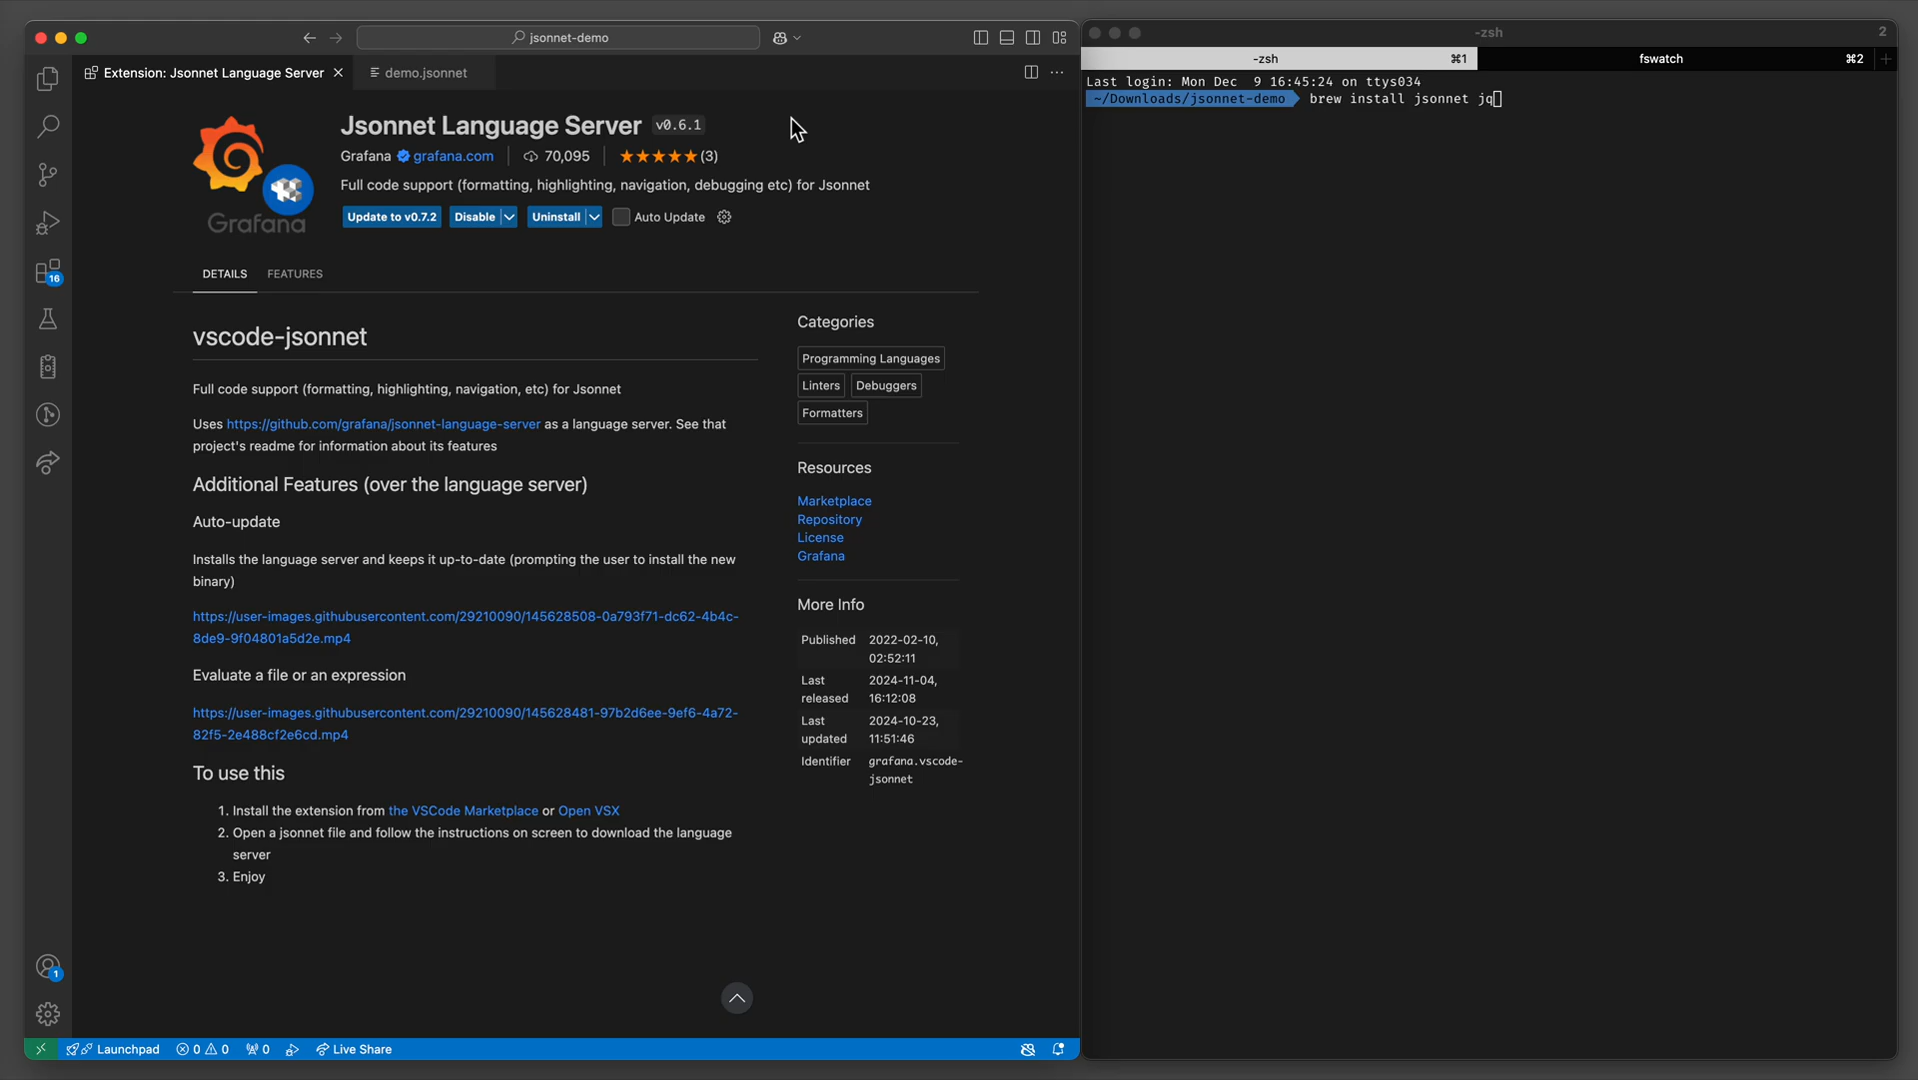 jsonnet-demo
Extension: Jsonnet Language Server
demo.jsonnet
Jsonnet Language Server v0.6.1
Grafana grafana.com 70,095 (3)
Full code support (formatting, highlighting, navigation, debugging etc) for Jsonnet
Update to v0.7.2 Disable Uninstall Auto Update
Grafana
DETAILS FEATURES
16
vscode-jsonnet
Full code support (formatting, highlighting, navigation, etc) for Jsonnet
Uses https://github.com/grafana/jsonnet-language-server as a language server. See that
project's readme for information about its features
Additional Features (over the language server)
Auto-update
Installs the language server and keeps it up-to-date (prompting the user to install the new
binary)
https://user-images.githubusercontent.com/29210090/145628508-0a793f71-dc62-4b4c-
8de9-9f04801a5d2e.mp4
Evaluate a file or an expression
https://user-images.githubusercontent.com/29210090/145628481-97b2d6ee-9ef6-4a72-
82f5-2e488cf2e6cd.mp4
To use this
1. Install the extension from the VSCode Marketplace or Open VSX
2. Open a jsonnet file and follow the instructions on screen to download the language
server
3. Enjoy
Categories
Programming Languages
Linters Debuggers
Formatters
Resources
Marketplace
Repository
License
Grafana
More Info
Published 2022-02-10,
02:52:11
Last 2024-11-04,
released 16:12:08
Last 2024-10-23,
updated 11:51:46
Identifier grafana.vscode-
jsonnet
1
Launchpad 0 0 0 Live Share
-zsh 2
-zsh ⌘1 fswatch ⌘2 +
Last login: Mon Dec  9 16:45:24 on ttys034
~/Downloads/jsonnet-demo brew install jsonnet jq